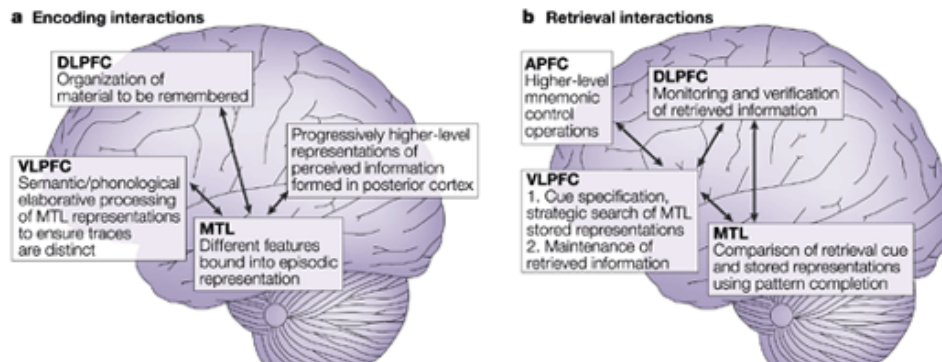 a Encoding interactions
DLPFC
Organization of
material to be remembered
Progressively higher-level
representations of
perceived information
formed in posterior cortex
VLPFC
Semantic/phonological
elaborative processing
of MTL representations
to ensure traces
are distinct
MTL
Different features
bound into episodic
representation
b Retrieval interactions
APFC
Higher-level
mnemonic
control
operations
DLPFC
Monitoring and verification
of retrieved information
VLPFC
1. Cue specification,
strategic search of MTL
stored representations
2. Maintenance of
retrieved information
MTL
Comparison of retrieval cue
and stored representations
using pattern completion